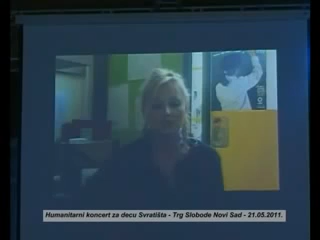 Humanitarni koncert za decu Svratišta - Trg Slobode Novi Sad - 21.05.2011.